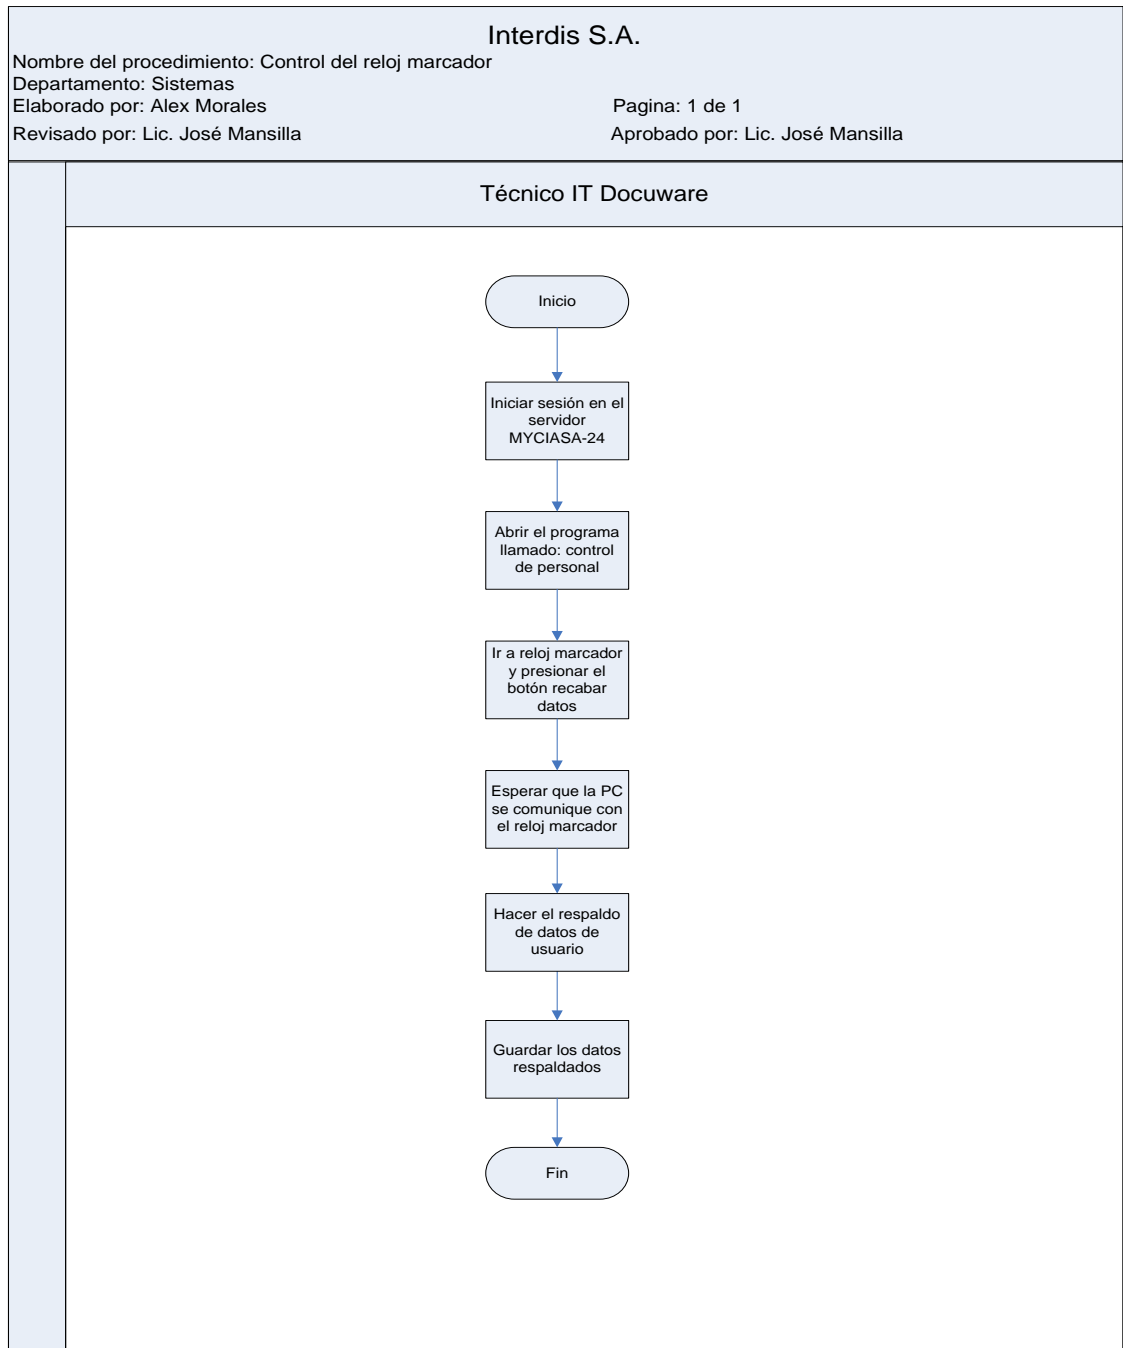 Interdis S.A.
Nombre del procedimiento: Control del reloj marcador
Departamento: Sistemas
Elaborado por: Alex Morales
Pagina: 1 de 1
Revisado por: Lic. José Mansilla
Aprobado por: Lic. José Mansilla
Técnico IT Docuware
Inicio
Iniciar sesión en el
servidor
MYCIASA-24
Abrir el programa
llamado: control
de personal
Ir a reloj marcador
y presionar el
botón recabar
datos
Esperar que la PC
se comunique con
el reloj marcador
Hacer el respaldo
de datos de
usuario
Guardar los datos
respaldados
Fin